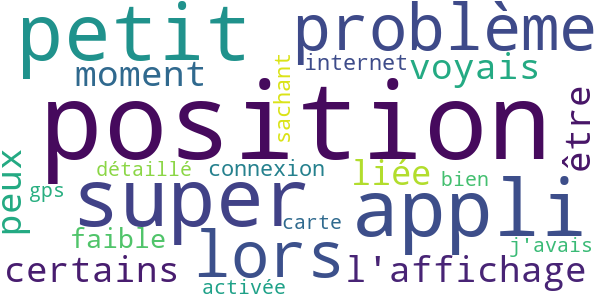 petit problème
moment internet voyais
sachant
position
être
peux
détaillé connexion liée bien
gps
super appli
carte
faible lors j'avais
certains l'affichage
activée